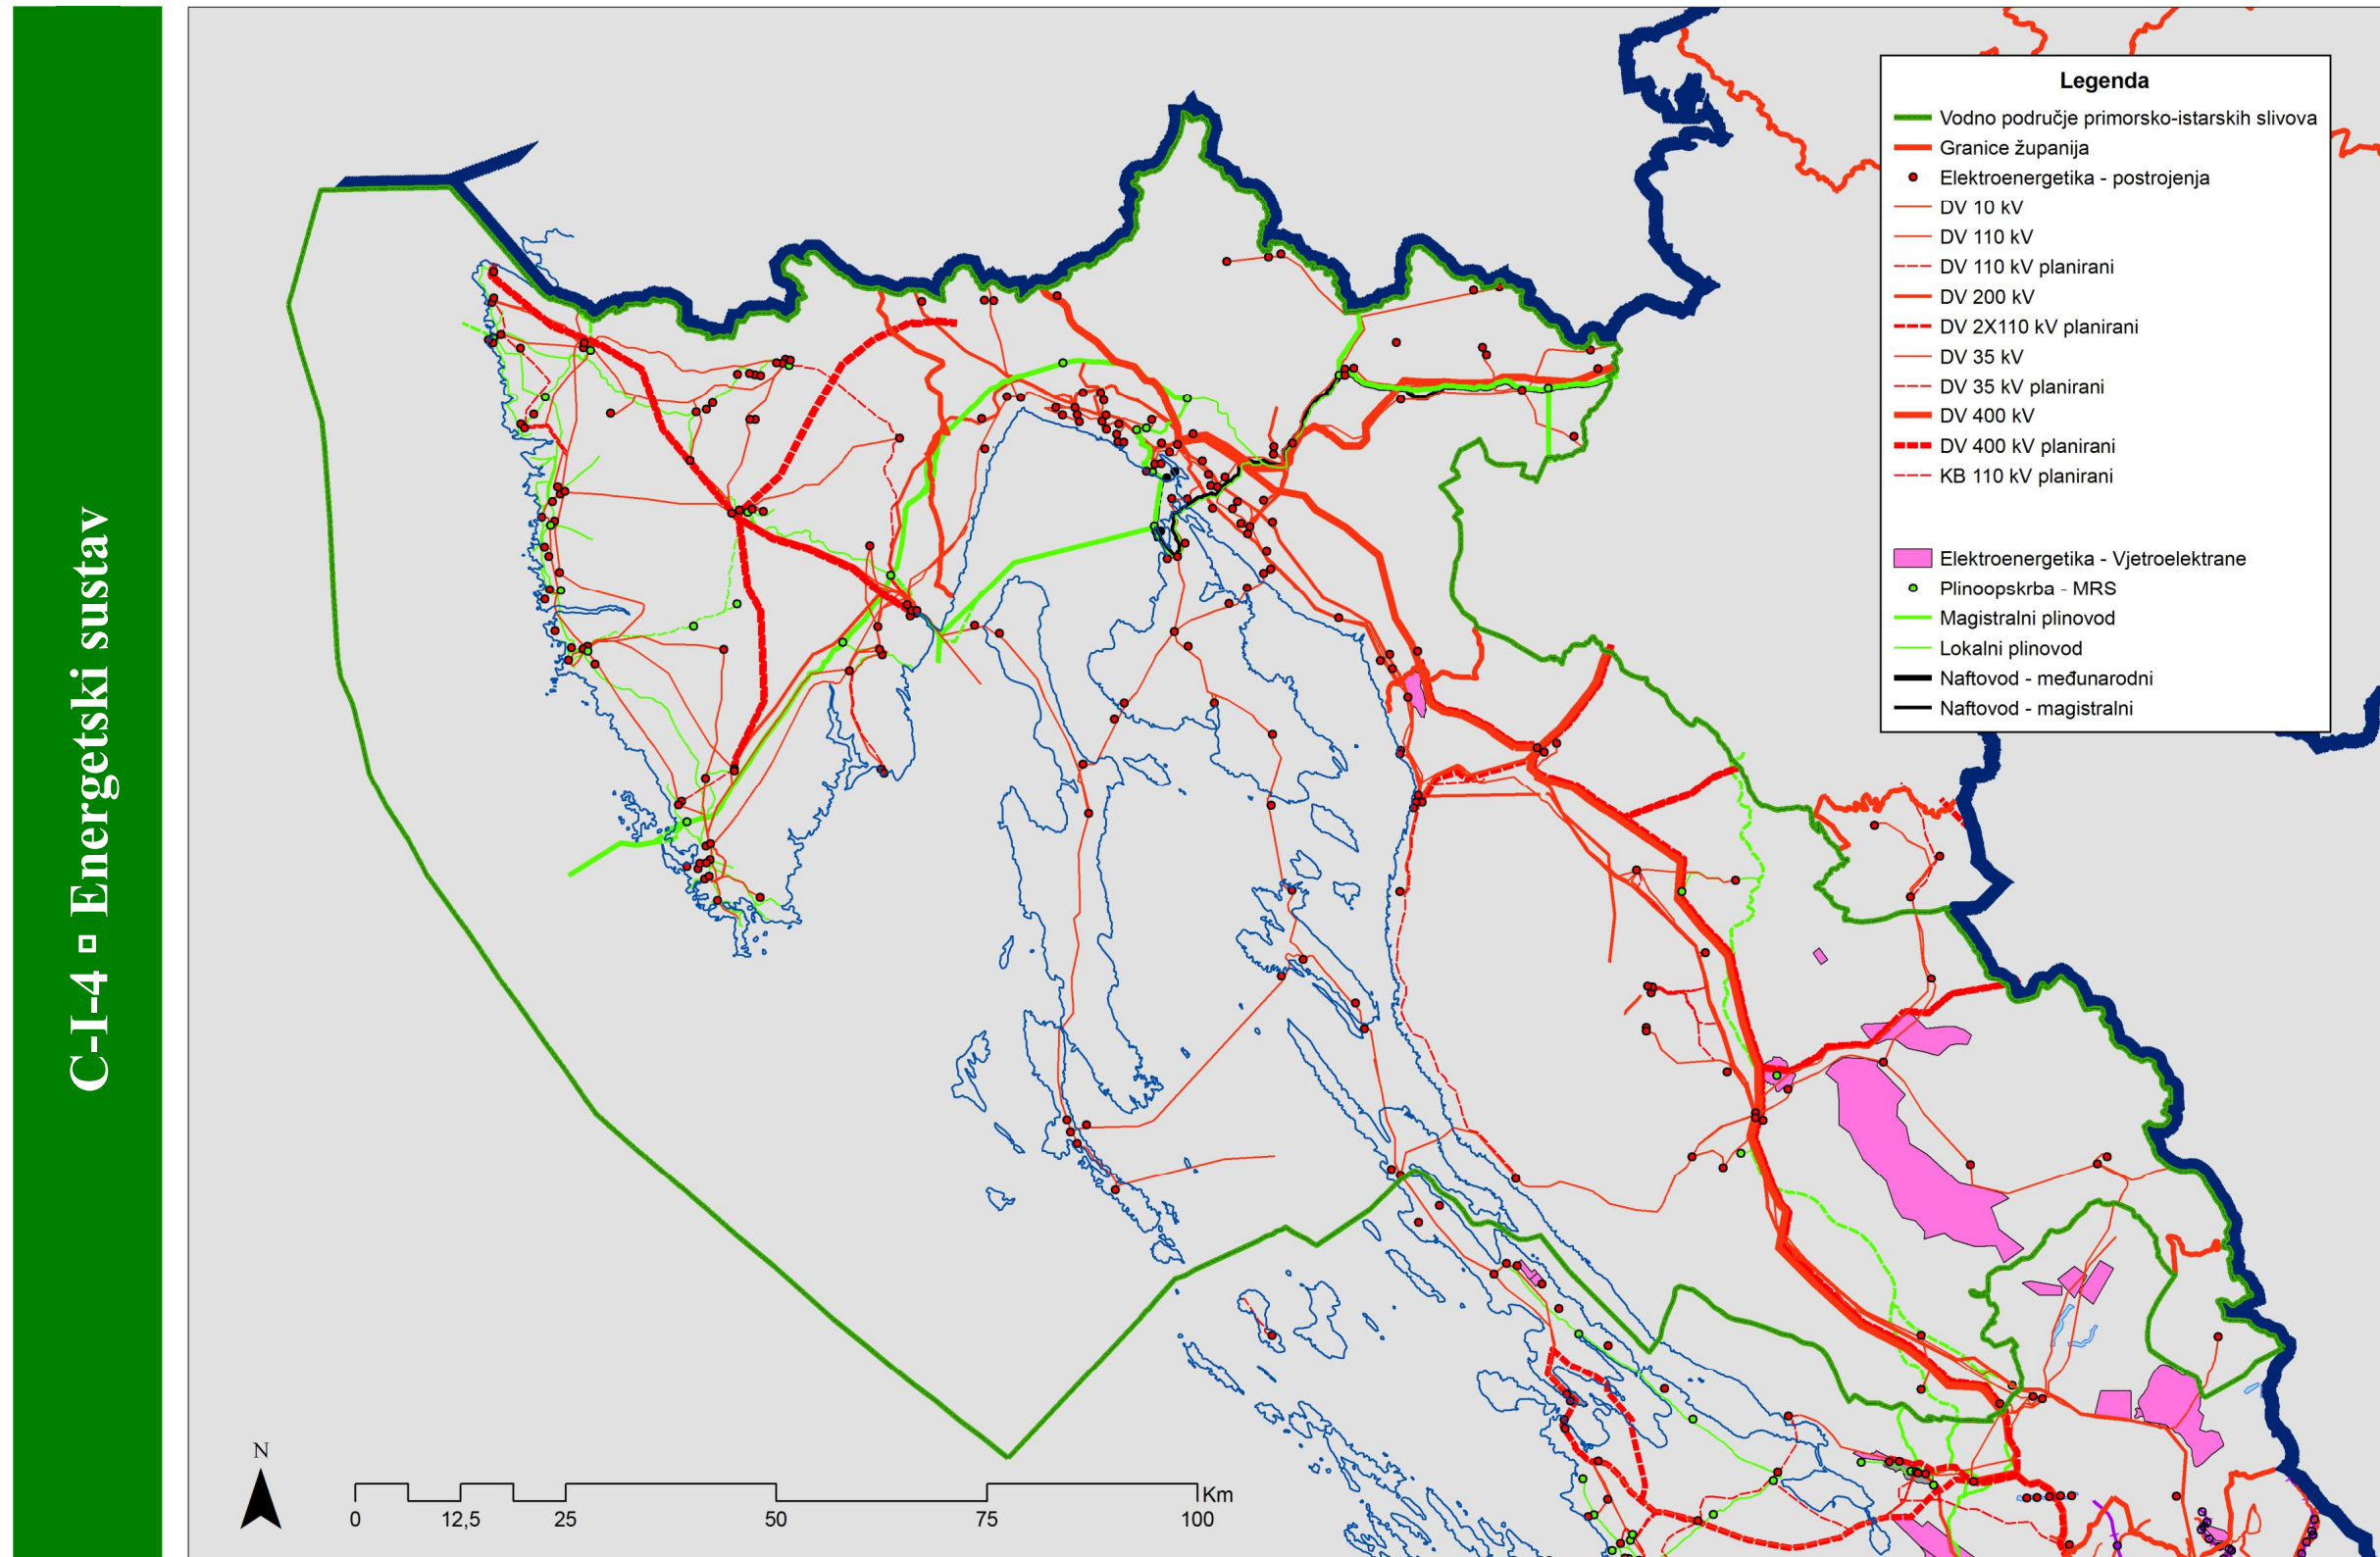 C-I-4 ▫ Energetski sustav
Legenda
Vodno područje primorsko-istarskih slivova
Granice županija
Elektroenergetika - postrojenja
DV 10 kV
DV 110 kV
DV 110 kV planirani
DV 200 kV
DV 2X110 kV planirani
DV 35 kV
DV 35 kV planirani
DV 400 kV
DV 400 kV planirani
KB 110 kV planirani
Elektroenergetika - Vjetroelektrane
Plinoopskrba - MRS
Magistralni plinovod
Lokalni plinovod
Naftovod - međunarodni
Naftovod - magistralni
N
Km
0 12,5 25 50 75 100